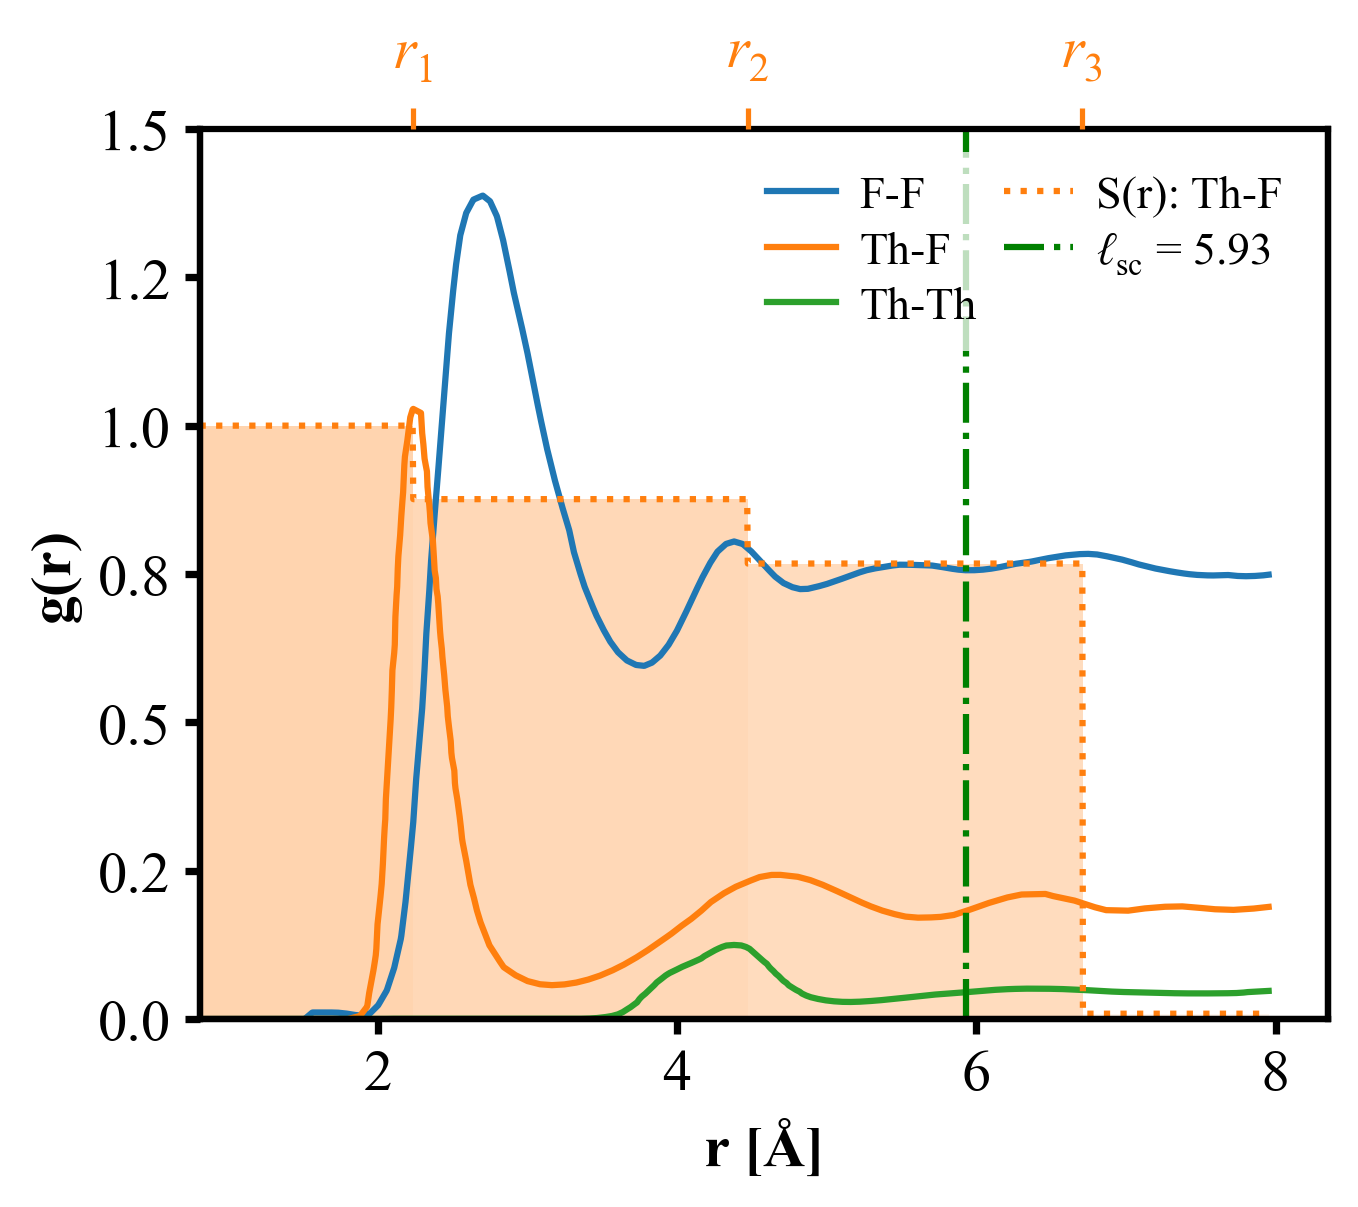 r1 r2 r3
1.5
1.2
1.0
0.8
0.5
0.2
0.0
g(r)
F-F
Th-F
Th-Th
S(r): Th-F
ℓsc = 5.93
2 4 6 8
r [Å]